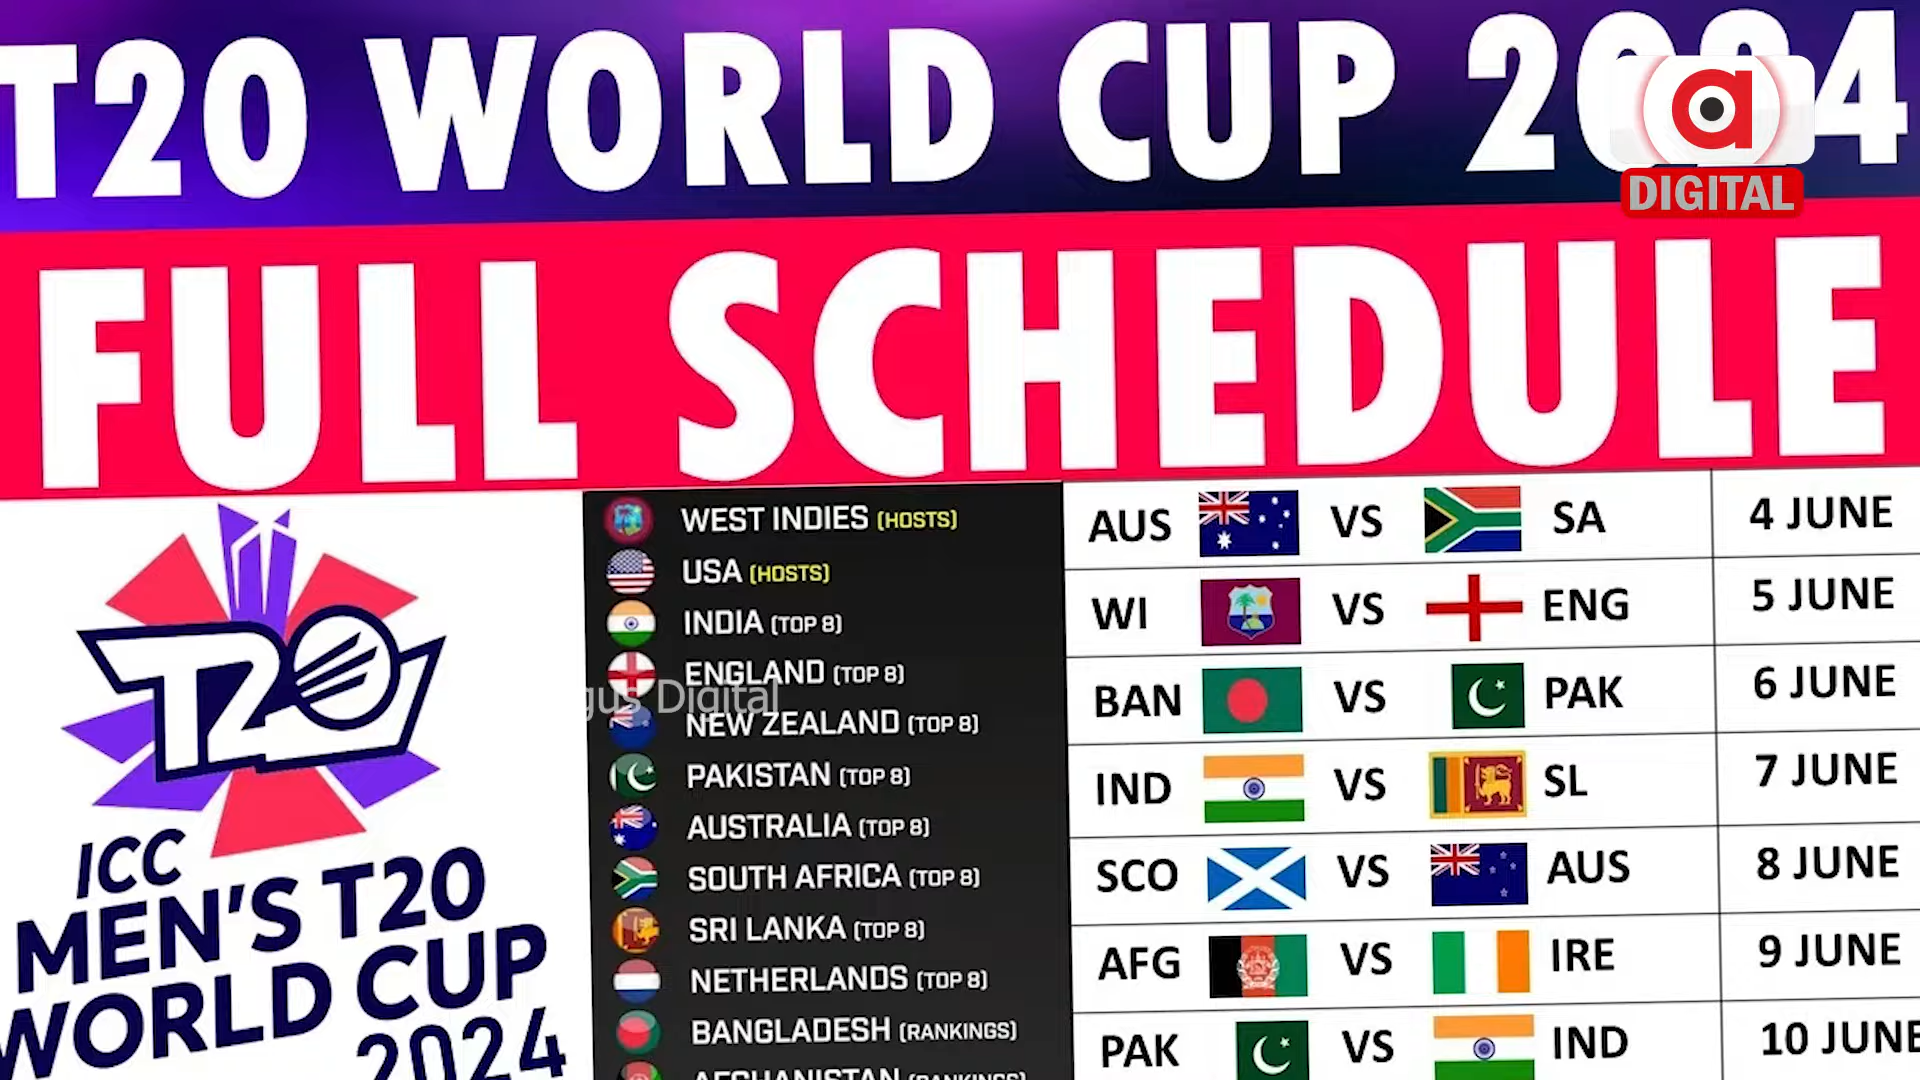 T20 WORLD CUP 2024
a
DIGITAL
FULL SCHEDULE
T20
ICC
MEN'S T20
WORLD CUP
2024
WEST INDIES (HOSTS)
USA (HOSTS)
INDIA (TOP 8)
ENGLAND (TOP 8)
gus Digital
NEW ZEALAND (TOP 8)
PAKISTAN (TOP 8)
AUSTRALIA (TOP 8)
SOUTH AFRICA (TOP 8)
SRI LANKA (TOP 8)
NETHERLANDS (TOP 8)
BANGLADESH (RANKINGS)
AFGHANISTAN (RANKINGS)
AUS VS SA 4 JUNE
WI VS ENG 5 JUNE
BAN VS PAK 6 JUNE
IND VS SL 7 JUNE
SCO VS AUS 8 JUNE
AFG VS IRE 9 JUNE
PAK VS IND 10 JUNE